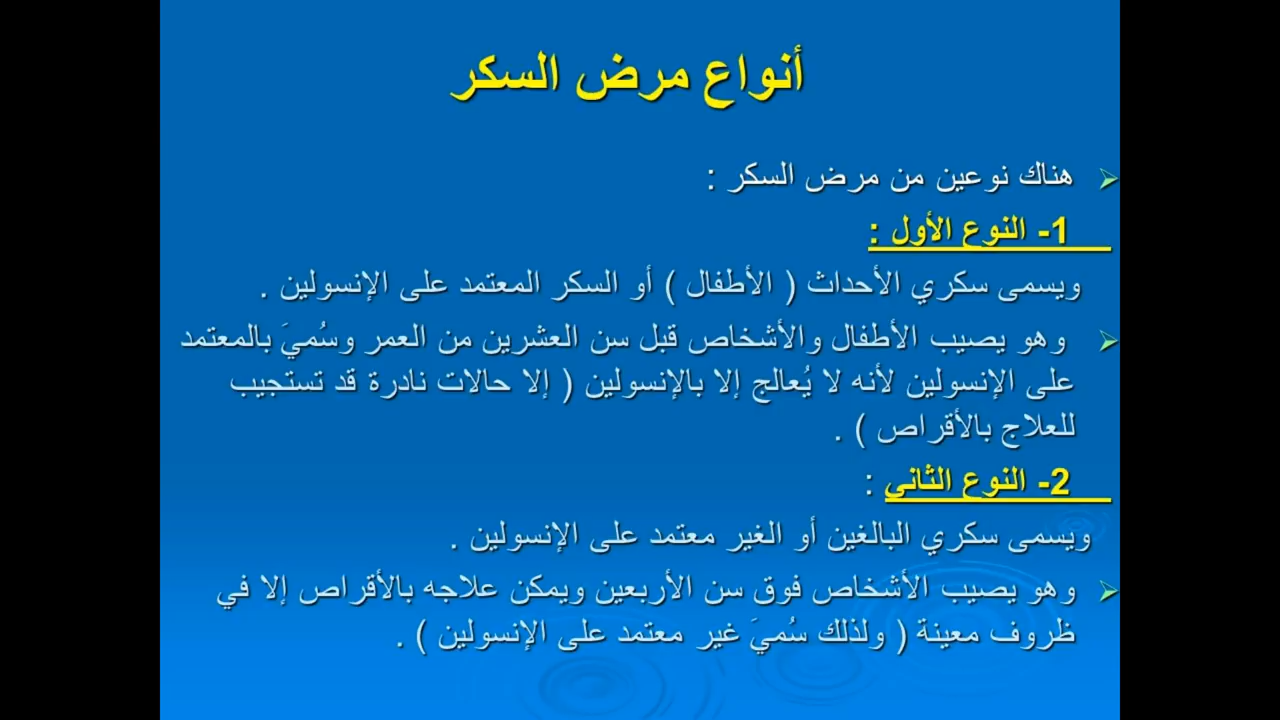 أنواع مرض السكر
هناك نوعين من مرض السكر :
1- النوع الأول :
ويسمى سكري الأحداث ( الأطفال ) أو السكر المعتمد على الإنسولين .
وهو يصيب الأطفال والأشخاص قبل سن العشرين من العمر وسُميَ بالمعتمد
على الإنسولين لأنه لا يُعالج إلا بالإنسولين ( إلا حالات نادرة قد تستجيب
للعلاج بالأقراص ) .
2- النوع الثاني :
ويسمى سكري البالغين أو الغير معتمد على الإنسولين .
وهو يصيب الأشخاص فوق سن الأربعين ويمكن علاجه بالأقراص إلا في
ظروف معينة ( ولذلك سُميَ غير معتمد على الإنسولين ) .